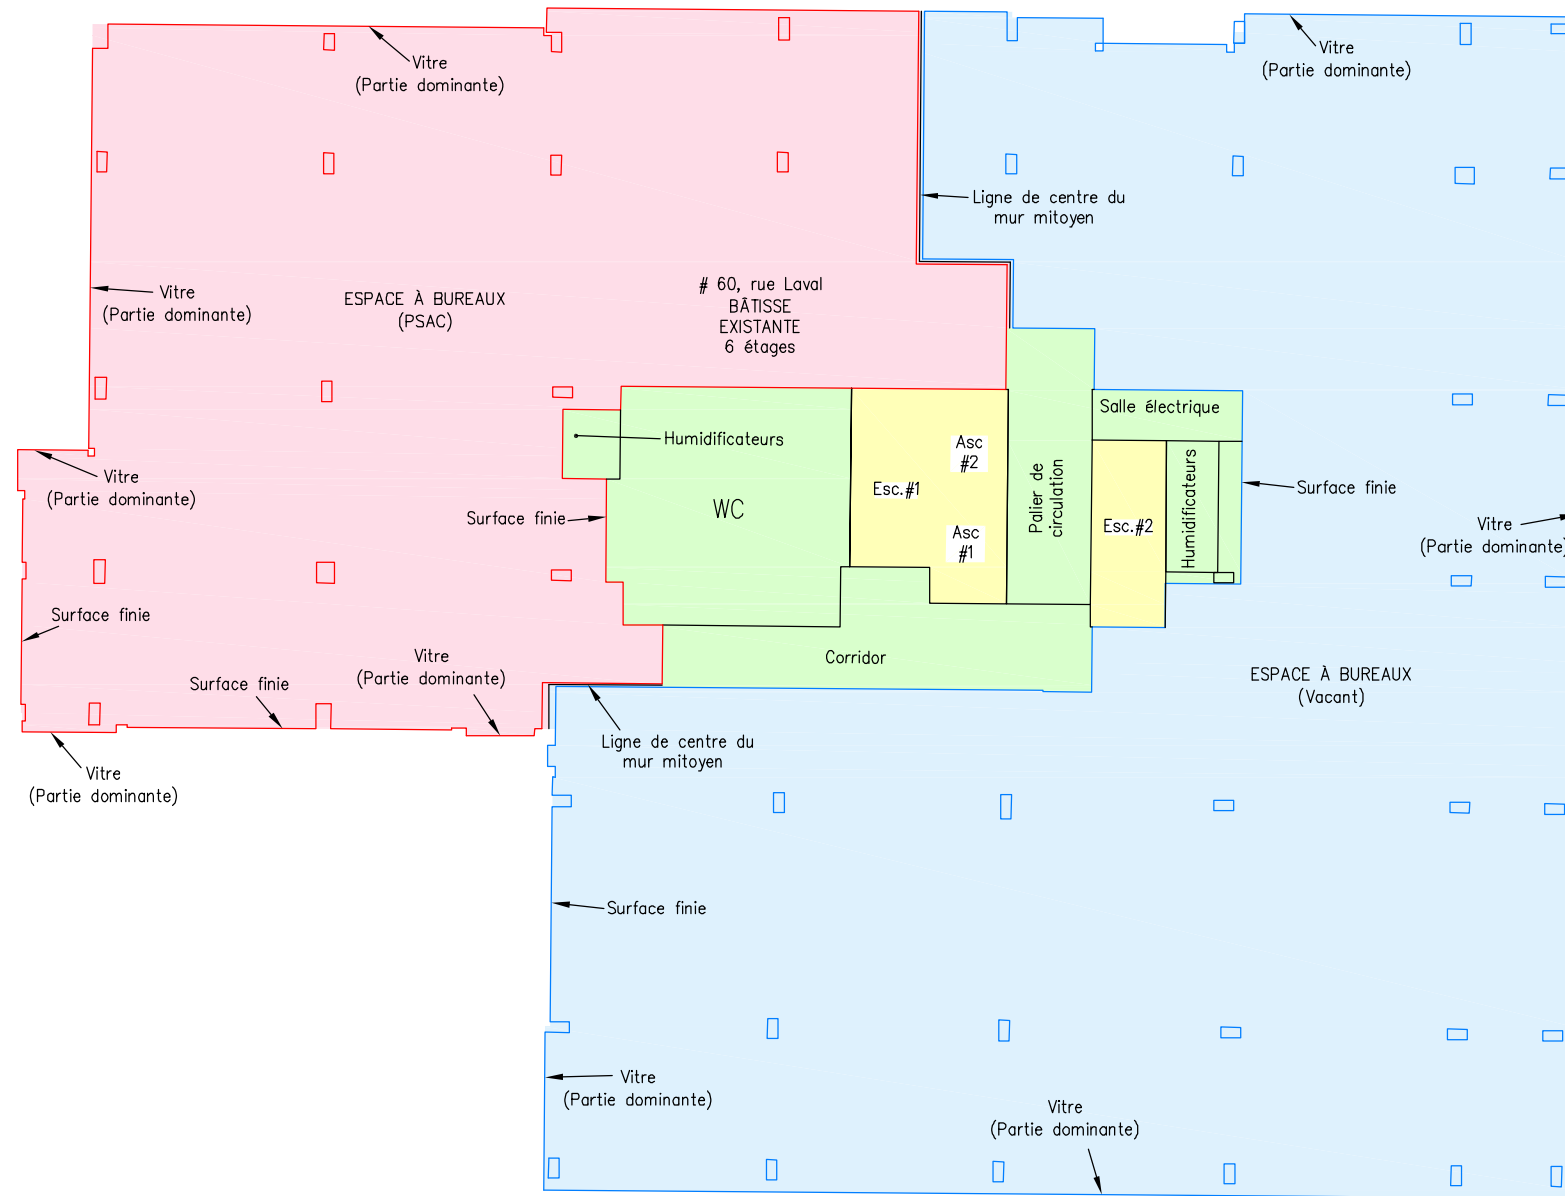 Vitre
(Partie dominante)
Vitre
(Partie dominante)
Ligne de centre du
mur mitoyen
Vitre
(Partie dominante)
ESPACE À BUREAUX
(PSAC)
# 60, rue Laval
BÂTISSE
EXISTANTE
6 étages
Salle électrique
Humidificateurs
Asc
#2
Vitre
(Partie dominante)
Esc.#1
WC
Surface finie
Palier de
circulation
Asc
#1
Esc.#2
Humidificateurs
Surface finie
Vitre
(Partie dominante)
Surface finie
Corridor
Vitre
(Partie dominante)
Surface finie
ESPACE À BUREAUX
(Vacant)
Ligne de centre du
mur mitoyen
Vitre
(Partie dominante)
Surface finie
Vitre
(Partie dominante)
Vitre
(Partie dominante)